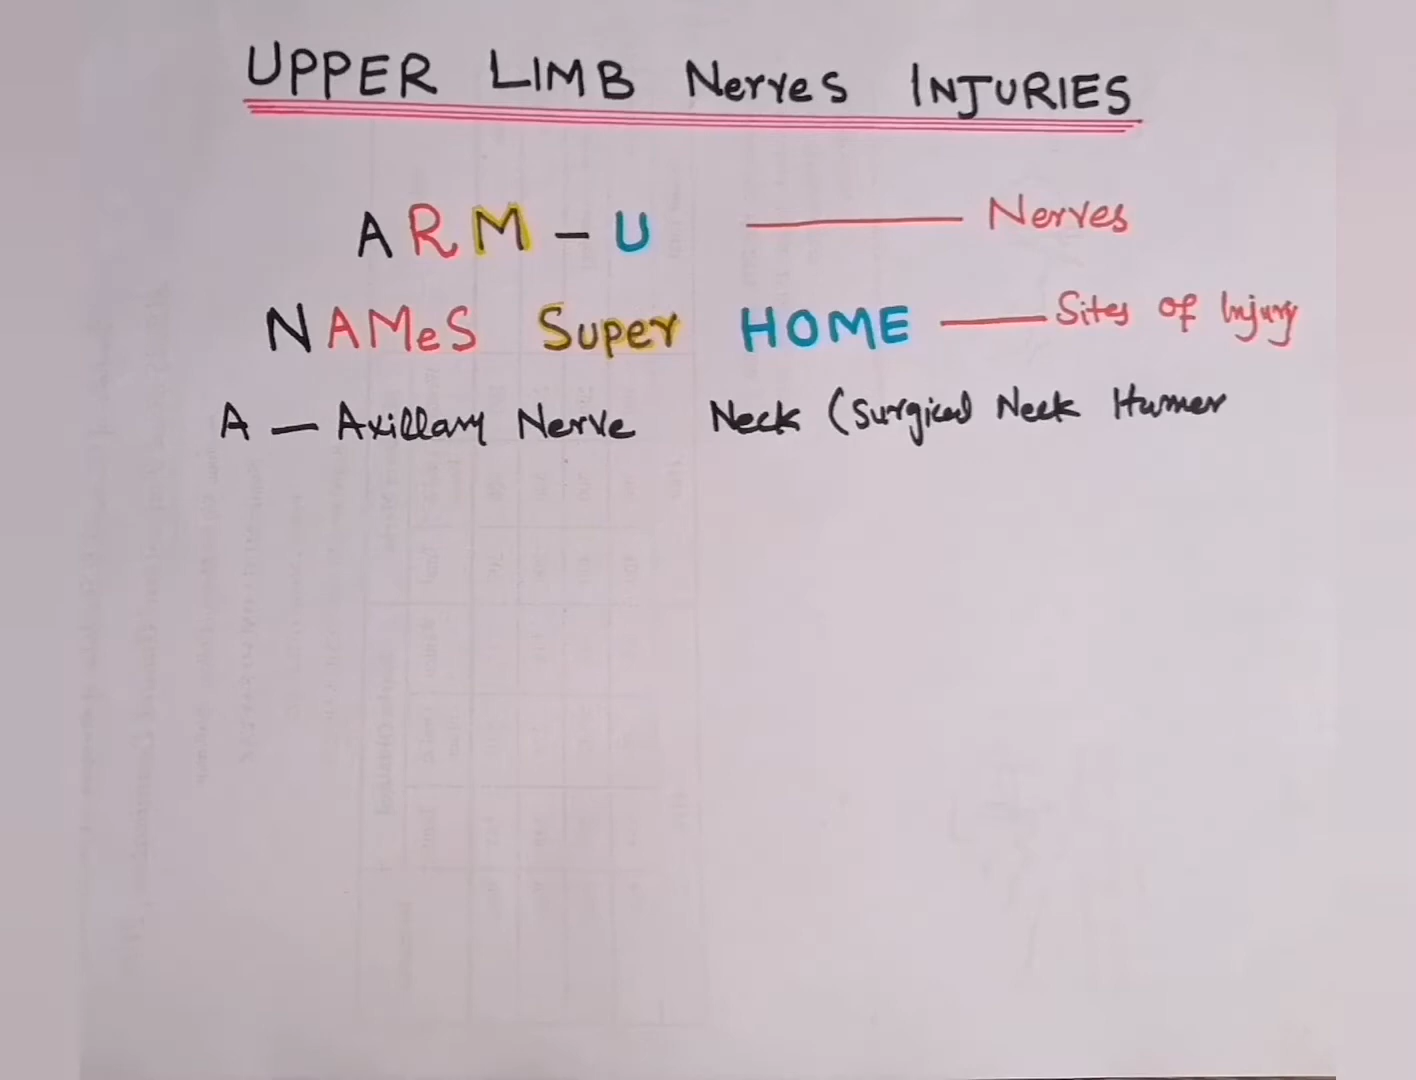 UPPER LIMB Nerves INJURIES
ARM - U — Nerves
NAMeS Super HOME — Sites of Injury
A — Axillary Nerve Neck (Surgical Neck Humer